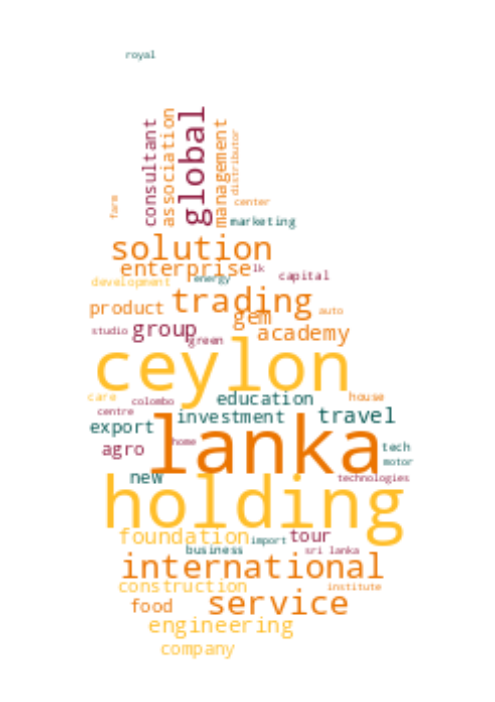 royal
consultant
association
global
management
distributor
farm
center
marketing
solution
enterprise
lk
capital
development
energy
product
trading
gem
auto
studio
group
green
academy
ceylon
care
colombo
education
house
centre
investment
travel
export
lanka
agro
home
tech
motor
new
technologies
holding
foundation
import
tour
business
sri lanka
international
construction
institute
food
service
engineering
company